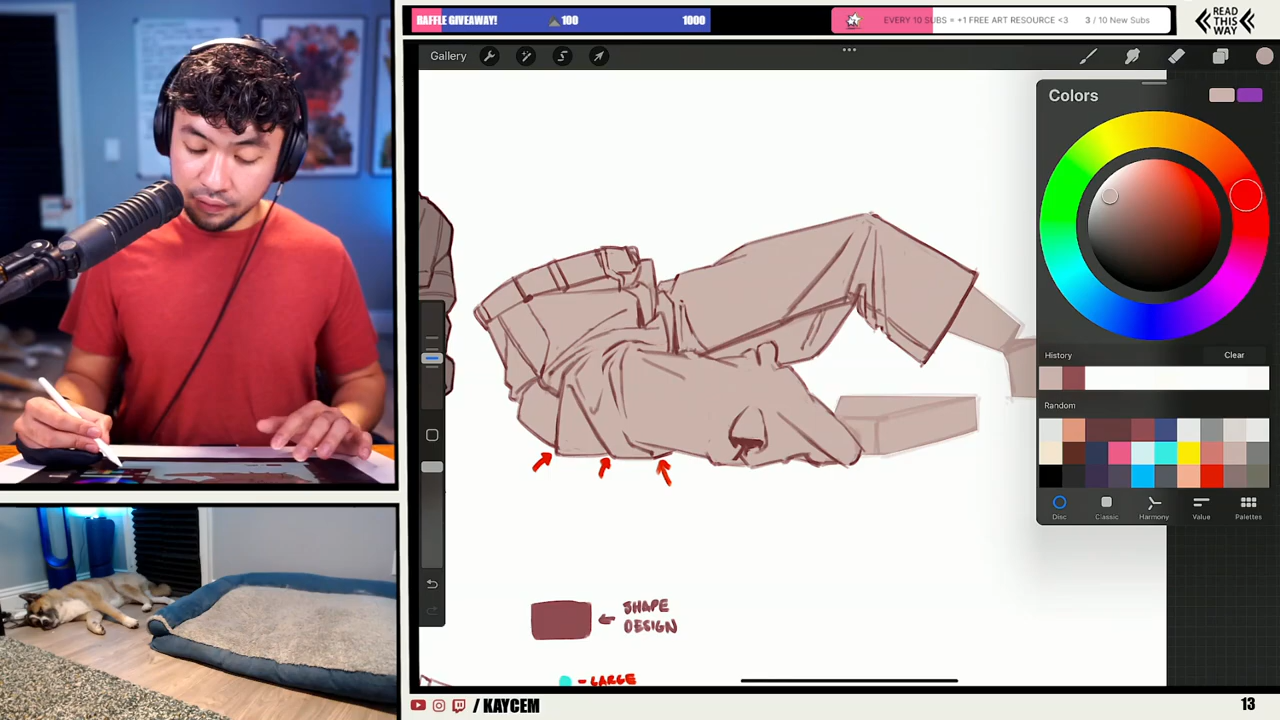 RAFFLE GIVEAWAY!
100
1000
EVERY 10 SUBS = +1 FREE ART RESOURCE <3
3 / 10 New Subs
READ
THIS
WAY
Gallery
Colors
History
Clear
Random
Disc
Classic
Harmony
Value
Palettes
SHAPE
DESIGN
- LARGE
/ KAYCEM
13